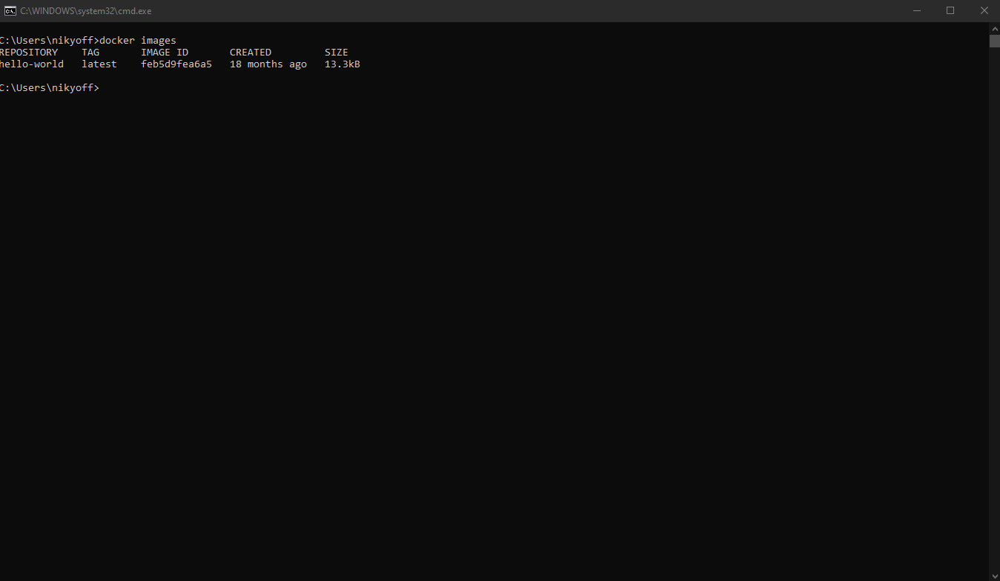 C:\WINDOWS\system32\cmd.exe
C:\Users\nikyoff>docker images
REPOSITORY    TAG       IMAGE ID       CREATED         SIZE
hello-world   latest    feb5d9fea6a5   18 months ago   13.3kB
C:\Users\nikyoff>